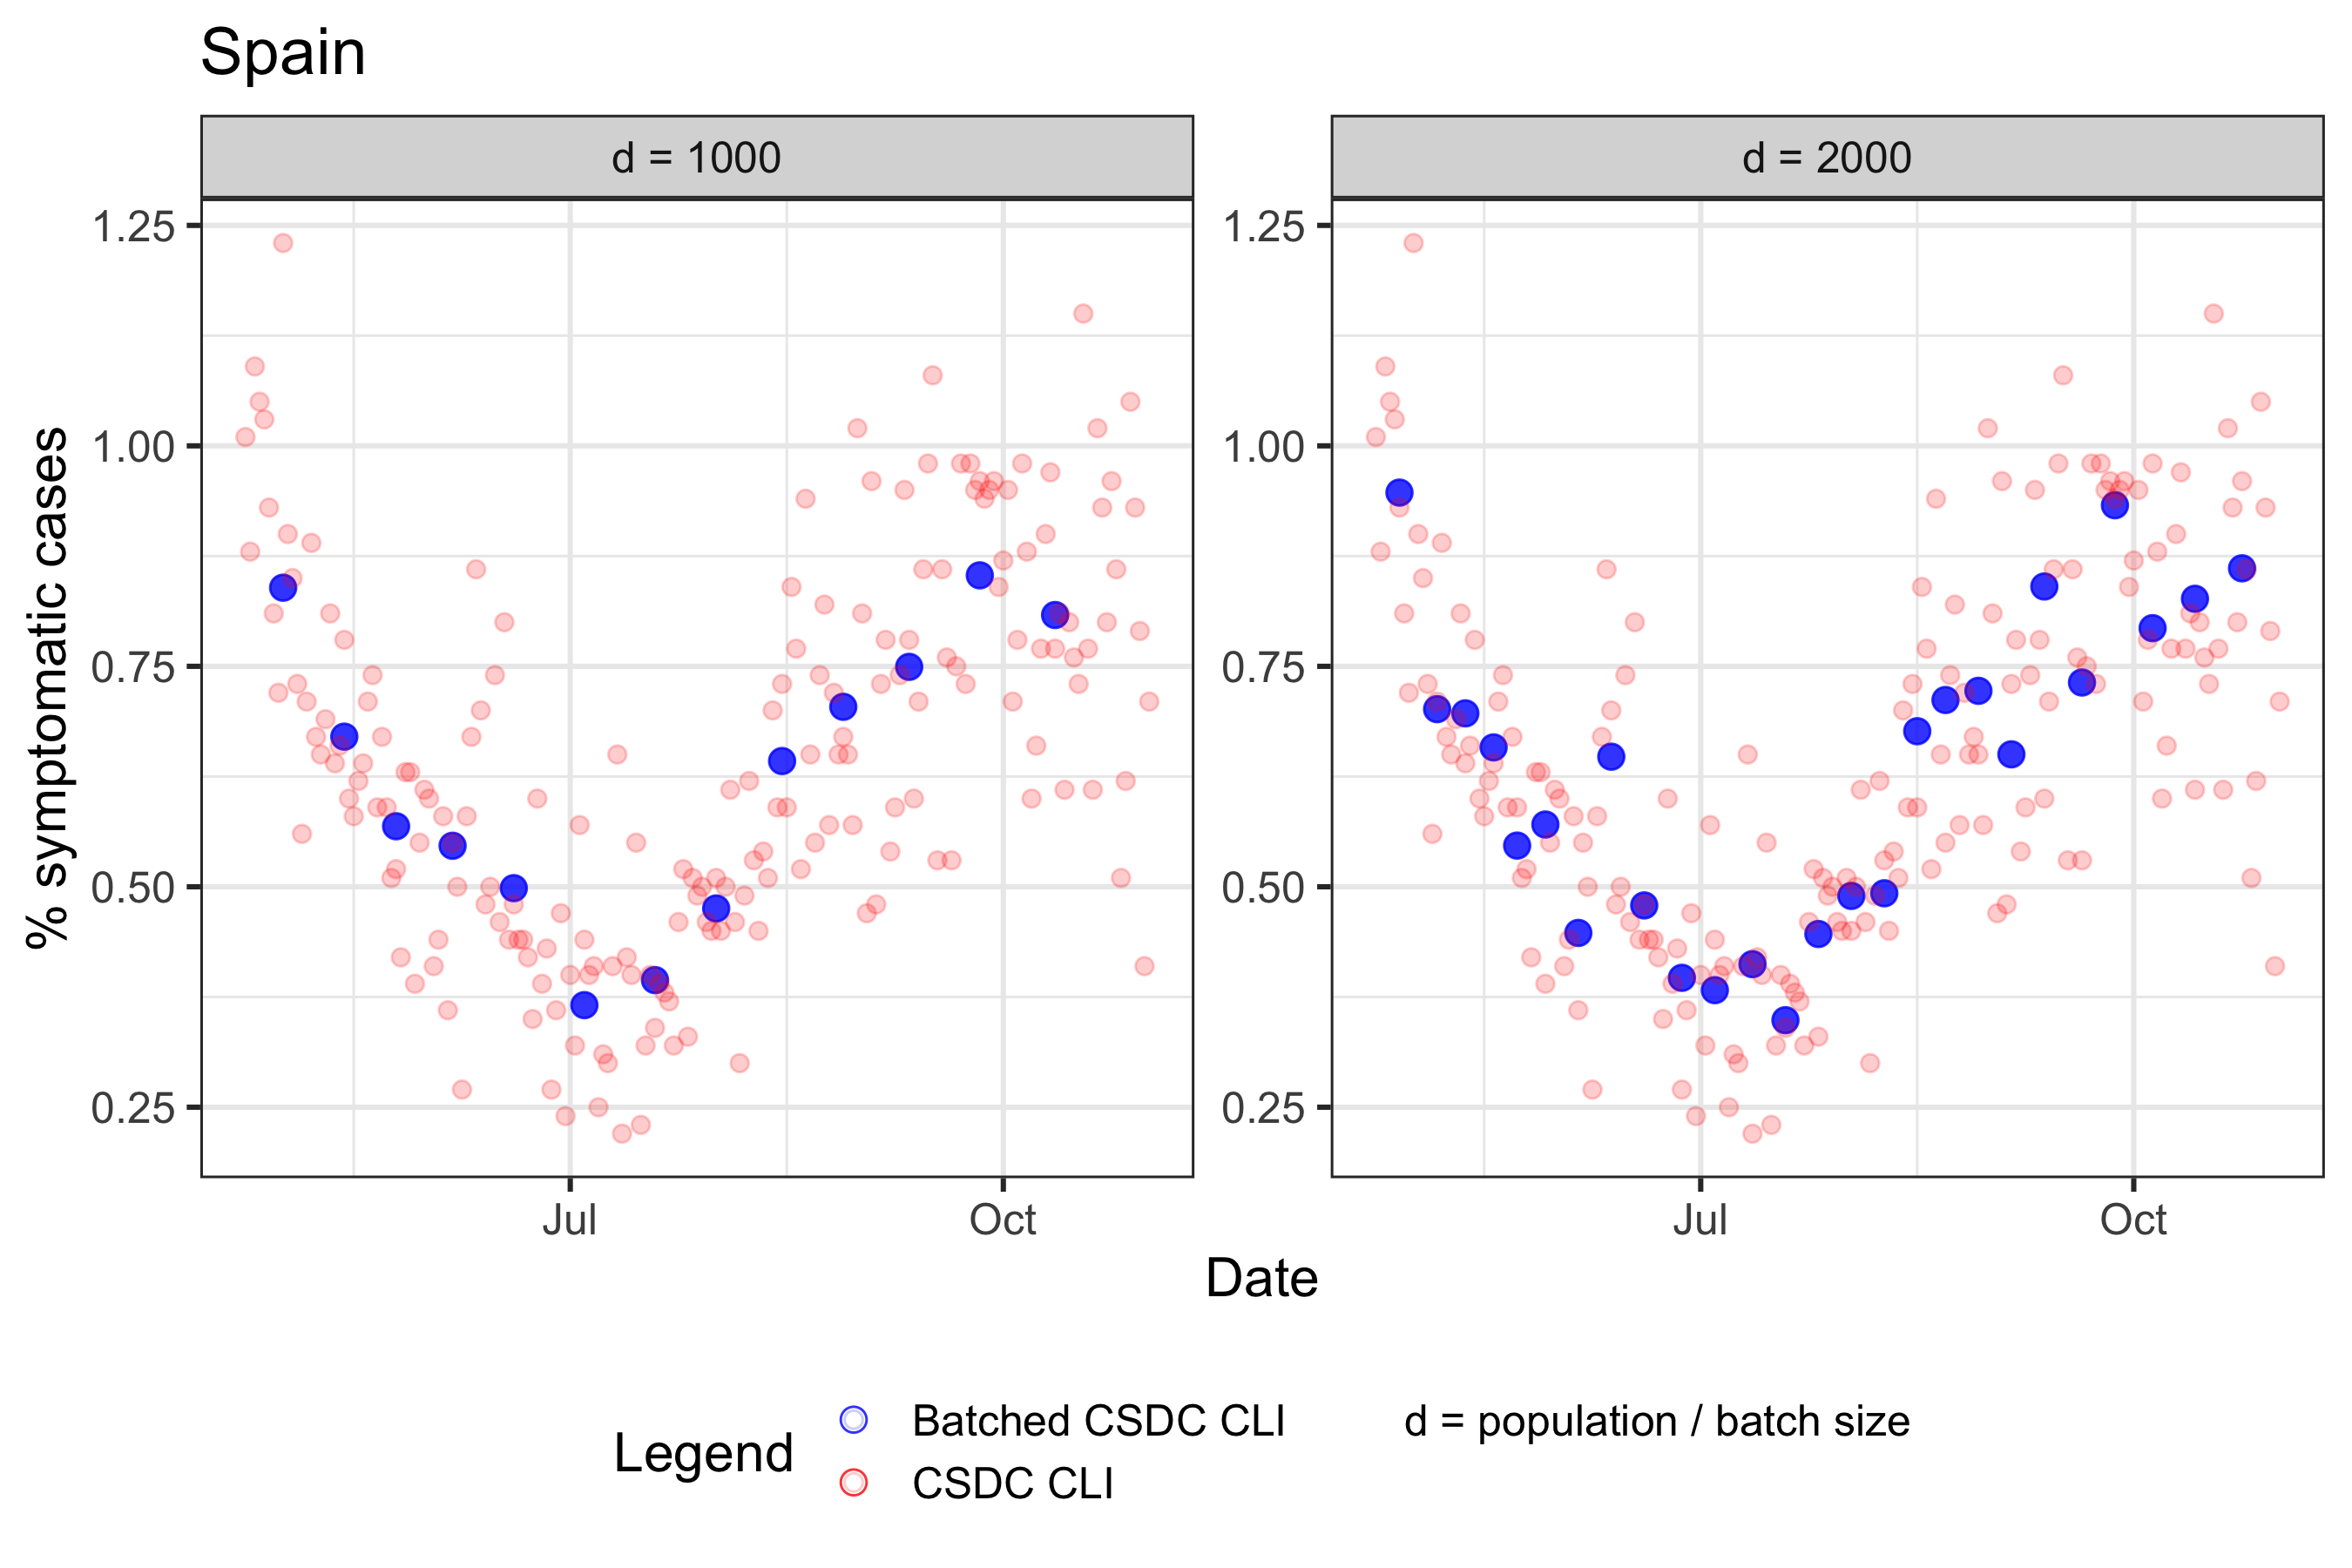 Spain
d = 1000
d = 2000
% symptomatic cases
1.25
1.00
0.75
0.50
0.25
1.25
1.00
0.75
0.50
0.25
Jul
Oct
Jul
Oct
Date
Legend
Batched CSDC CLI
CSDC CLI
d = population / batch size